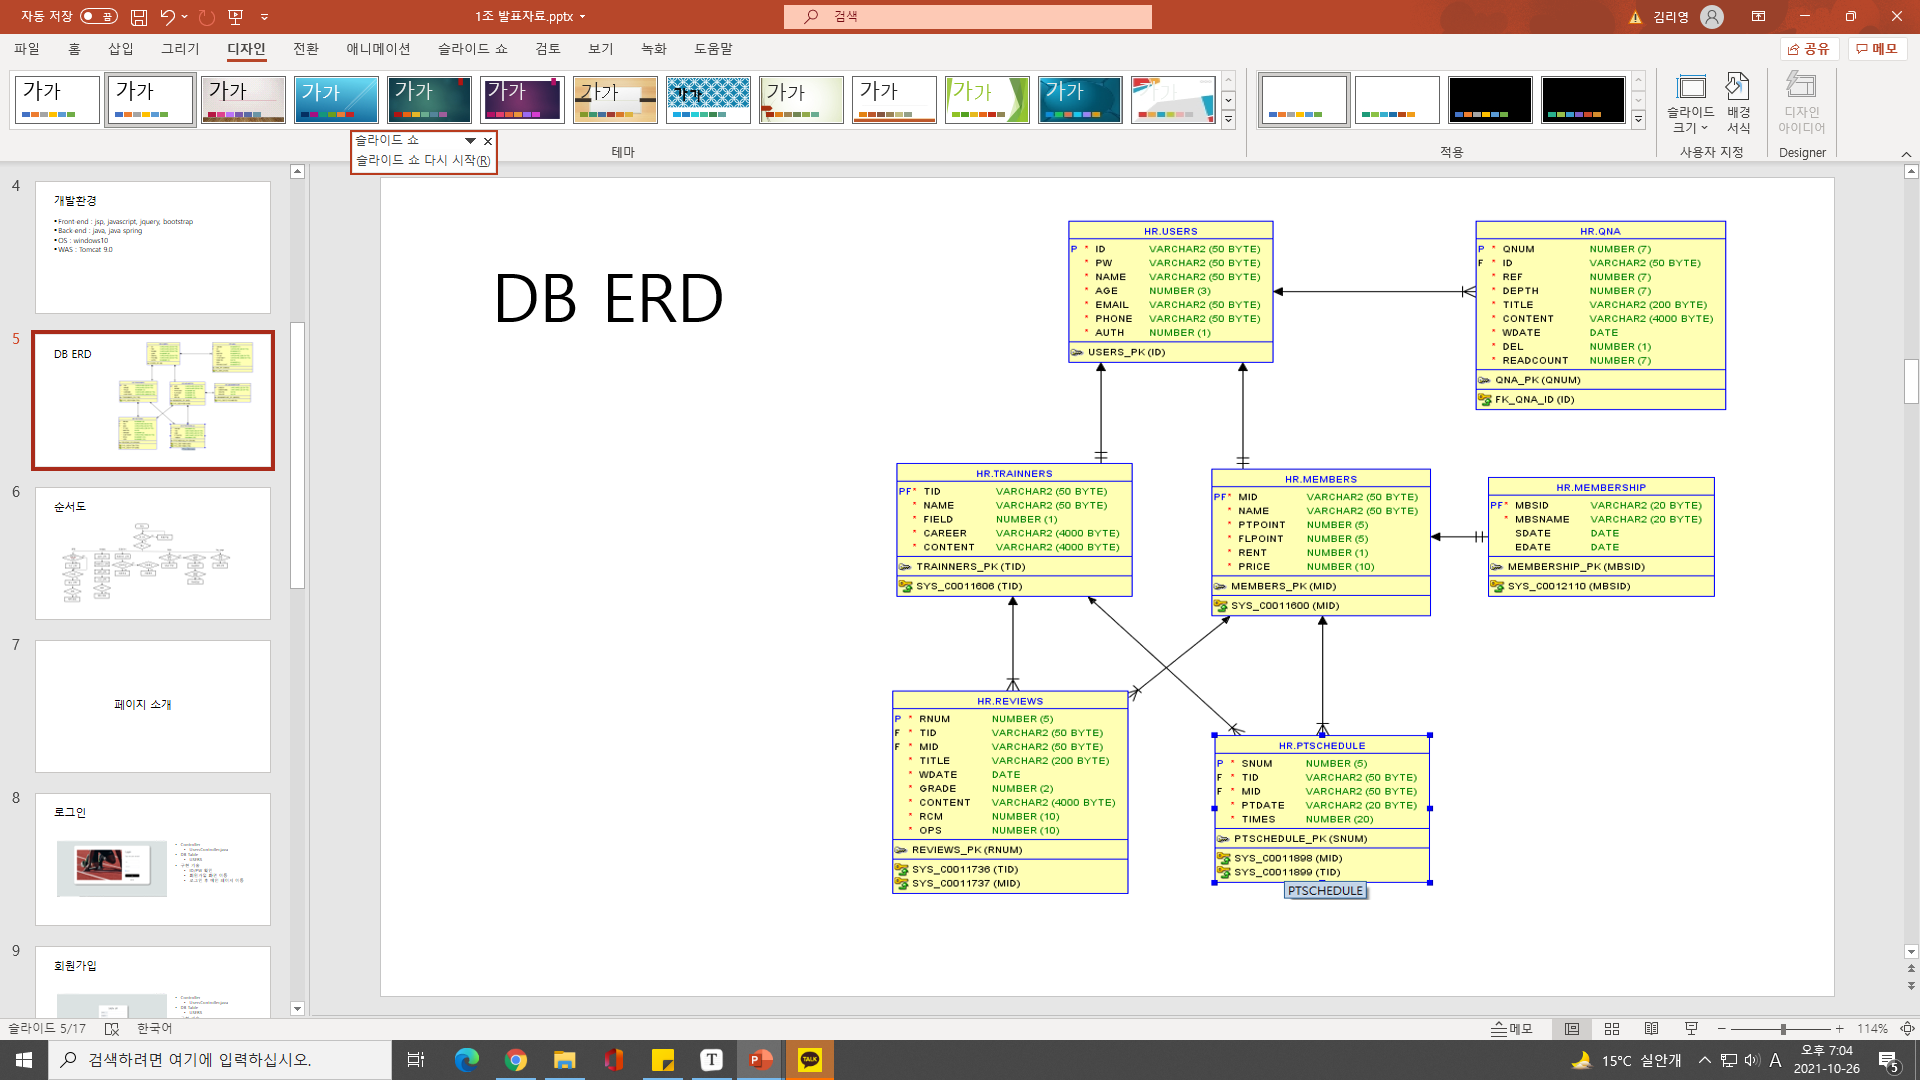 자동 저장 끔
1조 발표자료.pptx
검색
김리영
파일 홈 삽입 그리기 디자인 전환 애니메이션 슬라이드 쇼 검토 보기 녹화 도움말
공유 메모
가가 가가 가가 가가 가가 가가 가가 가가 가가 가가 가가 가가
슬라이드 크기
배경 서식
디자인 아이디어
테마
적용
사용자 지정
Designer
슬라이드 쇼
슬라이드 쇼 다시 시작(R)
4
개발환경
•Front-end : jsp, javascript, jquery, bootstrap
•Back-end : java, java spring
•OS : windows10
•WAS : Tomcat 9.0
5
DB ERD
6
순서도
7
페이지 소개
8
로그인
9
회원가입
DB ERD
HR.USERS
P * ID VARCHAR2 (50 BYTE)
* PW VARCHAR2 (50 BYTE)
* NAME VARCHAR2 (50 BYTE)
* AGE NUMBER (3)
* EMAIL VARCHAR2 (50 BYTE)
* PHONE VARCHAR2 (50 BYTE)
* AUTH NUMBER (1)
USERS_PK (ID)
HR.QNA
P * QNUM NUMBER (7)
F * ID VARCHAR2 (50 BYTE)
* REF NUMBER (7)
* DEPTH NUMBER (7)
* TITLE VARCHAR2 (200 BYTE)
* CONTENT VARCHAR2 (4000 BYTE)
* WDATE DATE
* DEL NUMBER (1)
* READCOUNT NUMBER (7)
QNA_PK (QNUM)
FK_QNA_ID (ID)
HR.TRAINNERS
PF* TID VARCHAR2 (50 BYTE)
* NAME VARCHAR2 (50 BYTE)
* FIELD NUMBER (1)
* CAREER VARCHAR2 (4000 BYTE)
* CONTENT VARCHAR2 (4000 BYTE)
TRAINNERS_PK (TID)
SYS_C0011606 (TID)
HR.MEMBERS
PF* MID VARCHAR2 (50 BYTE)
* NAME VARCHAR2 (50 BYTE)
* PTPOINT NUMBER (5)
* FLPOINT NUMBER (5)
* RENT NUMBER (1)
* PRICE NUMBER (10)
MEMBERS_PK (MID)
SYS_C0011600 (MID)
HR.MEMBERSHIP
PF* MBSID VARCHAR2 (20 BYTE)
* MBSNAME VARCHAR2 (20 BYTE)
SDATE DATE
EDATE DATE
MEMBERSHIP_PK (MBSID)
SYS_C0012110 (MBSID)
HR.REVIEWS
P * RNUM NUMBER (5)
F * TID VARCHAR2 (50 BYTE)
F * MID VARCHAR2 (50 BYTE)
* TITLE VARCHAR2 (200 BYTE)
* WDATE DATE
* GRADE NUMBER (2)
* CONTENT VARCHAR2 (4000 BYTE)
* RCM NUMBER (10)
* OPS NUMBER (10)
REVIEWS_PK (RNUM)
SYS_C0011736 (TID)
SYS_C0011737 (MID)
HR.PTSCHEDULE
P * SNUM NUMBER (5)
F * TID VARCHAR2 (50 BYTE)
F * MID VARCHAR2 (50 BYTE)
* PTDATE VARCHAR2 (20 BYTE)
* TIMES NUMBER (20)
PTSCHEDULE_PK (SNUM)
SYS_C0011898 (MID)
SYS_C0011899 (TID)
PTSCHEDULE
슬라이드 5/17 한국어
메모
114%
검색하려면 여기에 입력하십시오.
T
P
TALK
15°C 실안개
A
오후 7:04
2021-10-26
5